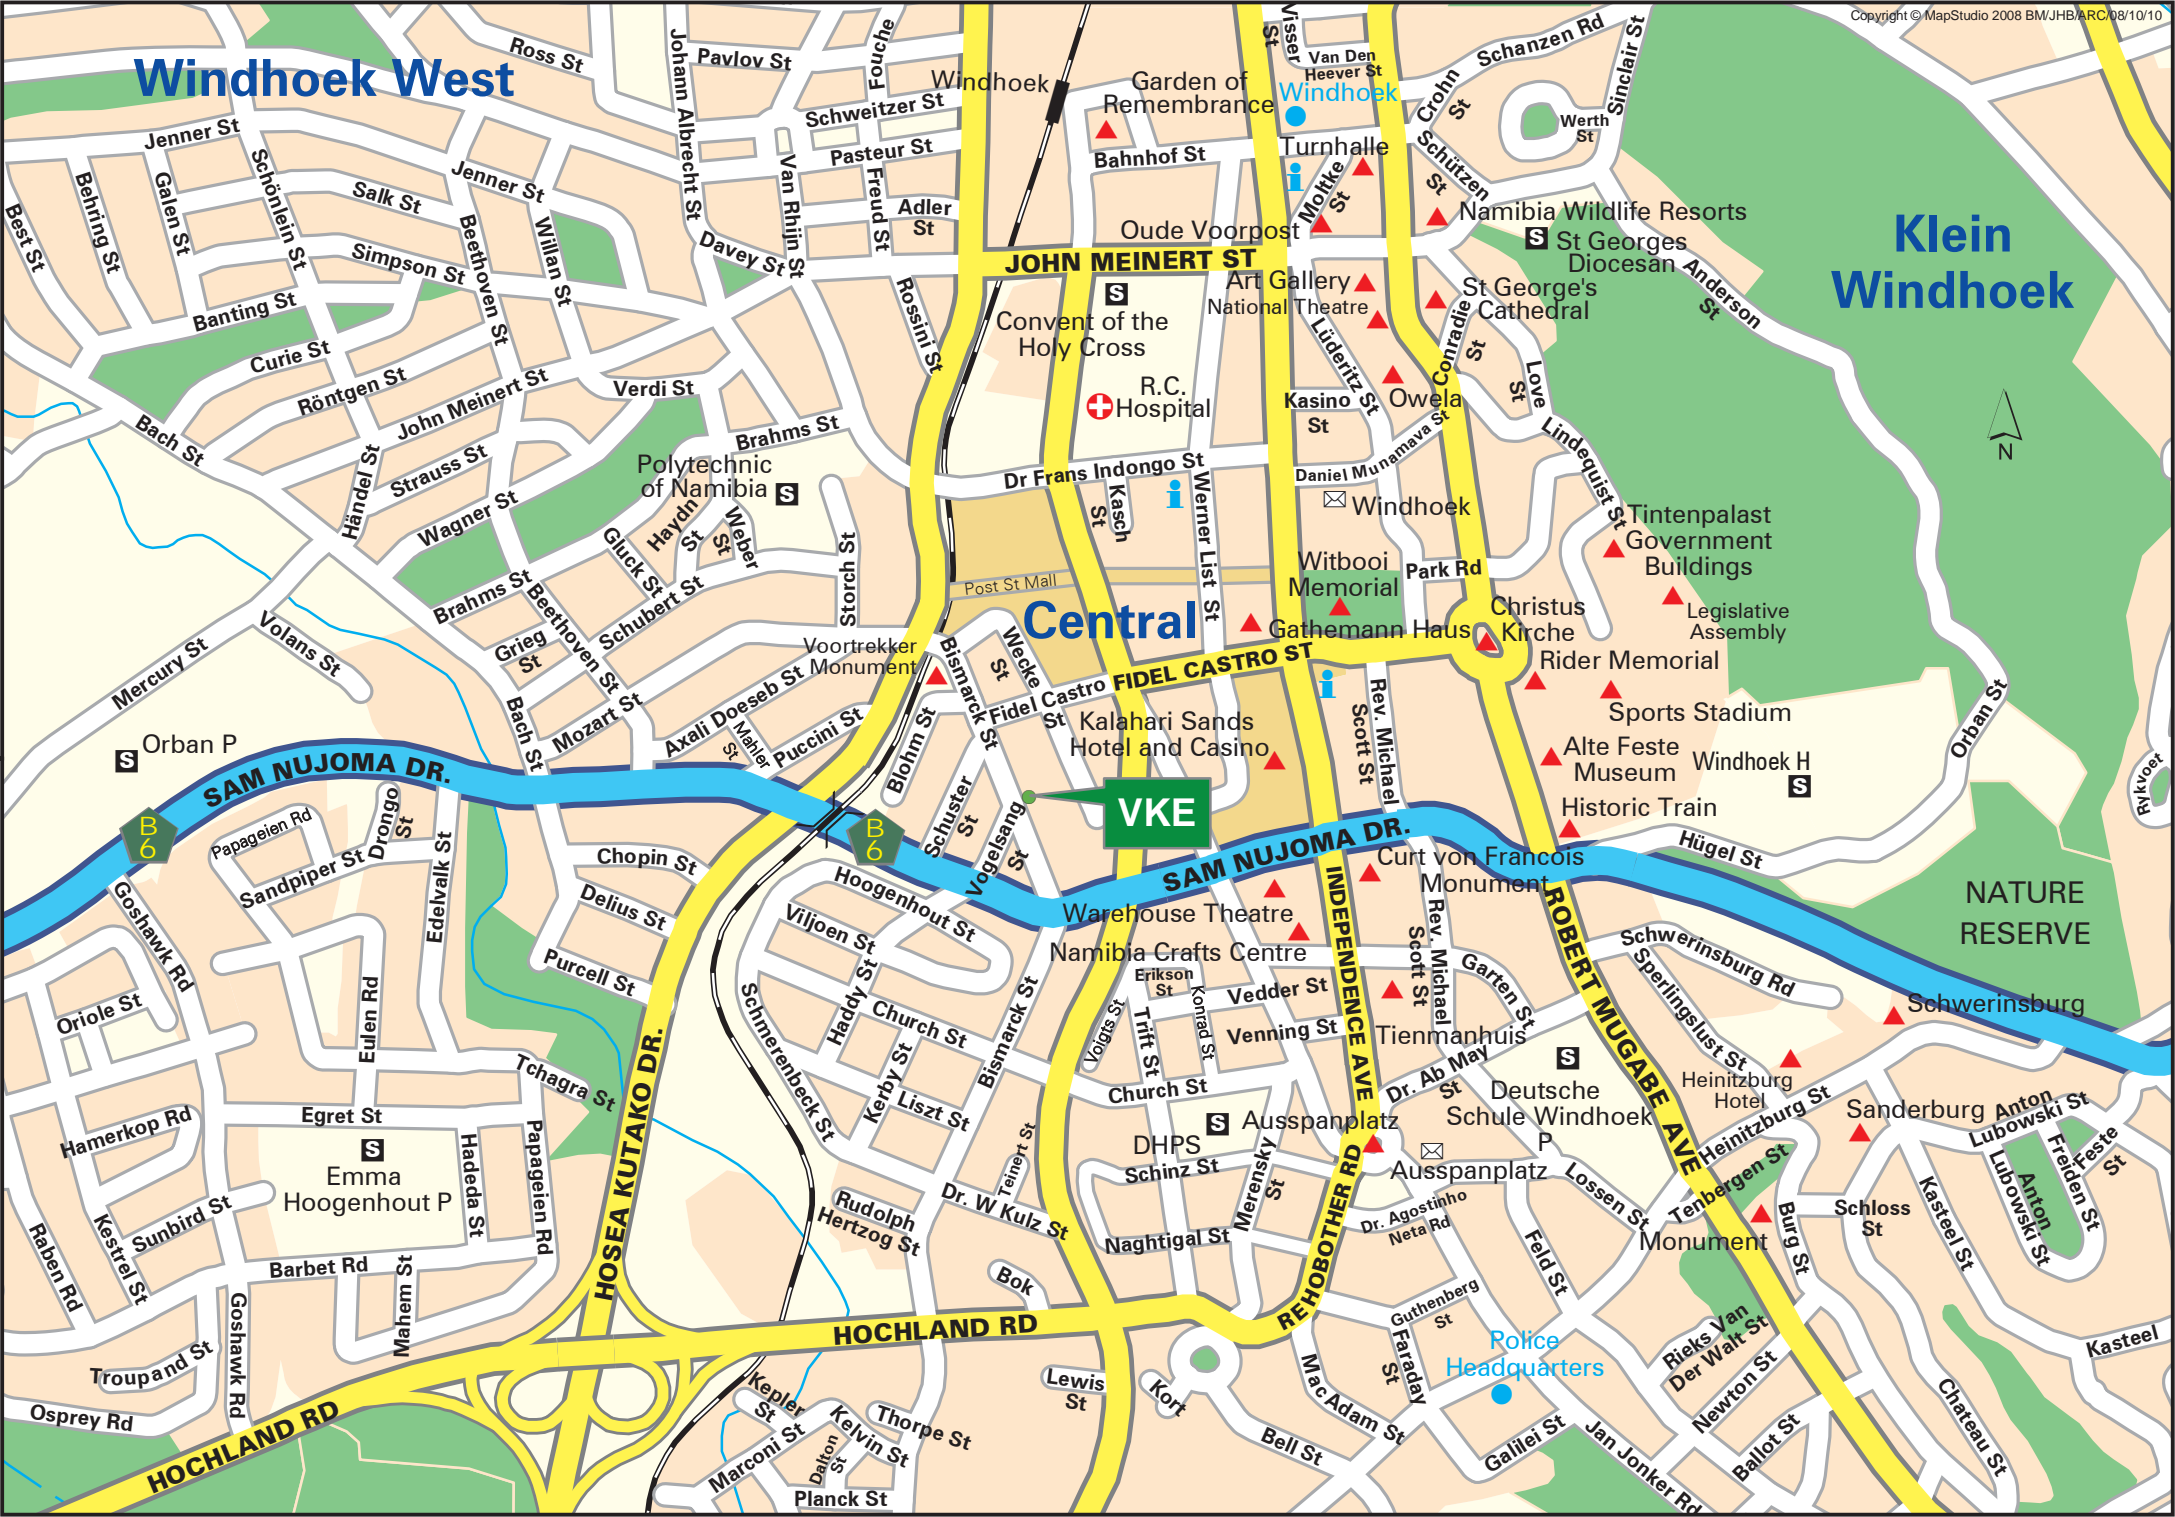 Copyright © MapStudio 2008 BM/JHB/ARC/08/10/10
Windhoek West
Ross St
Johann Albrecht St
Pavlov St
Fouche
Schweitzer St
Pasteur St
Van Rhijn St
Freud St
Adler
St
Davey St
Rossini St
Jenner St
Jenner St
Behring St
Galen St
Schönlein St
Best St
Salk St
Simpson St
Beethoven St
Willan St
Banting St
Curie St
Röntgen St
John Meinert St
Verdi St
Bach St
Strauss St
Händel St
Wagner St
Brahms St
Polytechnic
of Namibia
S
Haydn
St
Weber
St
Gluck St
Schubert St
Storch St
Brahms St
Beethoven St
Grieg
St
Volans St
Mercury St
Bach St
Mozart St
Axali Doeseb St
Mahler
St
Puccini St
Voortrekker
Monument
S Orban P
SAM NUJOMA DR.
B
6
Windhoek
Garden of
Remembrance
Bahnhof St
St
Visser
Van Den
Heever St
Windhoek
Turnhalle
Moltke
St
Oude Voorpost
JOHN MEINERT ST
Crohn
St
Schanzen Rd
Sinclair St
Werth
St
Schützen
St
Namibia Wildlife Resorts
S St Georges
Diocesan
Anderson
St
Klein
Windhoek
N
S
Convent of the
Holy Cross
R.C.
Hospital
Art Gallery
National Theatre
St George's
Cathedral
Conradie
St
Love
St
Lüderitz St
Kasino
St
Owela
Daniel Munamava St
Lindequist St
Dr Frans Indongo St
Kasch
St
Werner List St
Windhoek
Tintenpalast
Government
Buildings
Park Rd
Witbooi
Memorial
Legislative
Assembly
Post St Mall
Central
Gathemann Haus
Christus
Kirche
Rider Memorial
Sports Stadium
Alte Feste
Museum
Windhoek H
S
Historic Train
Hügel St
Orban St
Rykvoet
Bismarck St
Wecke
St
Fidel Castro
St
FIDEL CASTRO ST
Kalahari Sands
Hotel and Casino
Rev. Michael
Scott St
Blohm St
Schuster
St
Vogelsang
St
VKE
B
6
SAM NUJOMA DR.
Curt von Francois
Monument
Warehouse Theatre
Namibia Crafts Centre
NATURE
RESERVE
Papageien Rd
Drongo
St
Sandpiper St
Edelvalk St
Goshawk Rd
Chopin St
Delius St
Purcell St
Hoogenhout St
Viljoen St
Haddy St
Church St
Schmerenbeck St
Kerby St
Liszt St
Bismarck St
Oriole St
Eulen Rd
Tchagra St
Egret St
Hamerkop Rd
S
Emma
Hoogenhout P
Hadeda St
Papageien Rd
Sunbird St
Kestrel St
Raben Rd
Barbet Rd
Mahem St
Goshawk Rd
Troupand St
Osprey Rd
HOCHLAND RD
HOSEA KUTAKO DR.
Rudolph
Hertzog St
Dr. W Kulz St
Teinert St
Bok
HOCHLAND RD
Kepler
St
Marconi St
Dalton
St
Kelvin St
Thorpe St
Planck St
Lewis
St
Kort
Erikson
St
Vedder St
Konrad St
Voigts St
Trift St
Venning St
Church St
INDEPENDENCE AVE
Rev. Michael
Scott St
Garten St
Tienmanhuis
Dr. Ab May
St
S
Deutsche
Schule Windhoek
P
S
DHPS
Ausspanplatz
Ausspanplatz
Schinz St
Merensky
St
Naghtigal St
REHOBOTHER RD
Dr. Agostinho
Neta Rd
Lossen St
Feld St
Guthenberg
St
Faraday
St
MacAdam St
Bell St
Police
Headquarters
Galilei St
Jan Jonker Rd
ROBERT MUGABE AVE
Schwerinsburg Rd
Sperlingslust St
Schwerinsburg
Heinitzburg
Hotel
Heinitzburg St
Sanderburg
Anton
Lubowski St
Freiden St
Feste
St
Anton
Lubowski St
Tenbergen St
Monument
Burg St
Schloss
St
Kasteel St
Kasteel
Rieks Van
Der Walt St
Newton St
Ballot St
Chateau St